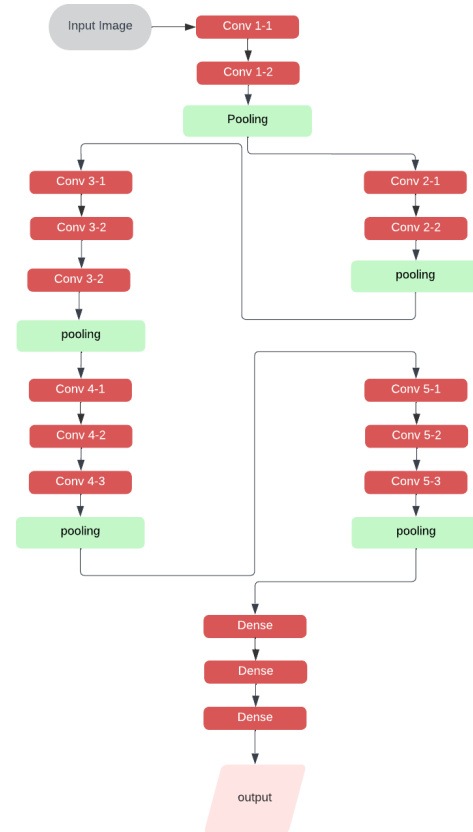 Input Image
Conv 1-1
Conv 1-2
Pooling
Conv 2-1
Conv 2-2
pooling
Conv 3-1
Conv 3-2
Conv 3-2
pooling
Conv 4-1
Conv 4-2
Conv 4-3
pooling
Conv 5-1
Conv 5-2
Conv 5-3
pooling
Dense
Dense
Dense
output